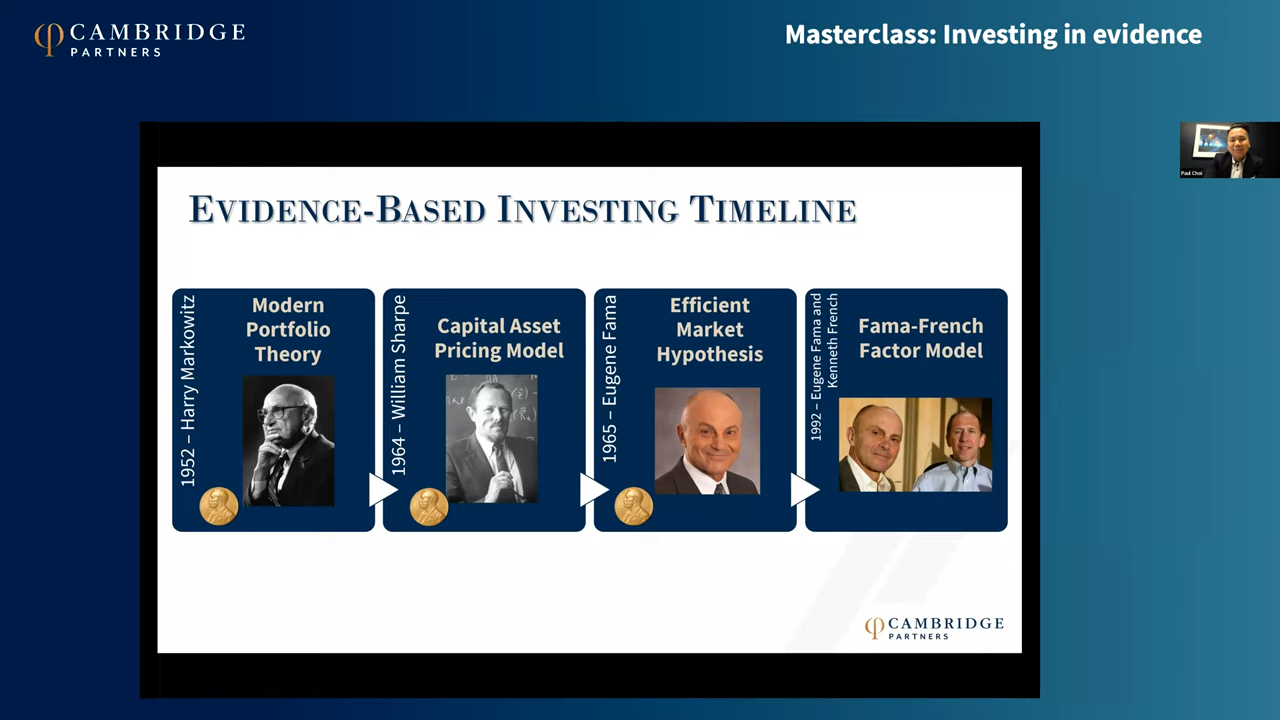 CAMBRIDGE
PARTNERS
Masterclass: Investing in evidence
Paul Choi
EVIDENCE-BASED INVESTING TIMELINE
1952 – Harry Markowitz
Modern
Portfolio
Theory
1964 – William Sharpe
Capital Asset
Pricing Model
1965 – Eugene Fama
Efficient
Market
Hypothesis
1992 – Eugene Fama and
Kenneth French
Fama-French
Factor Model
CAMBRIDGE
PARTNERS